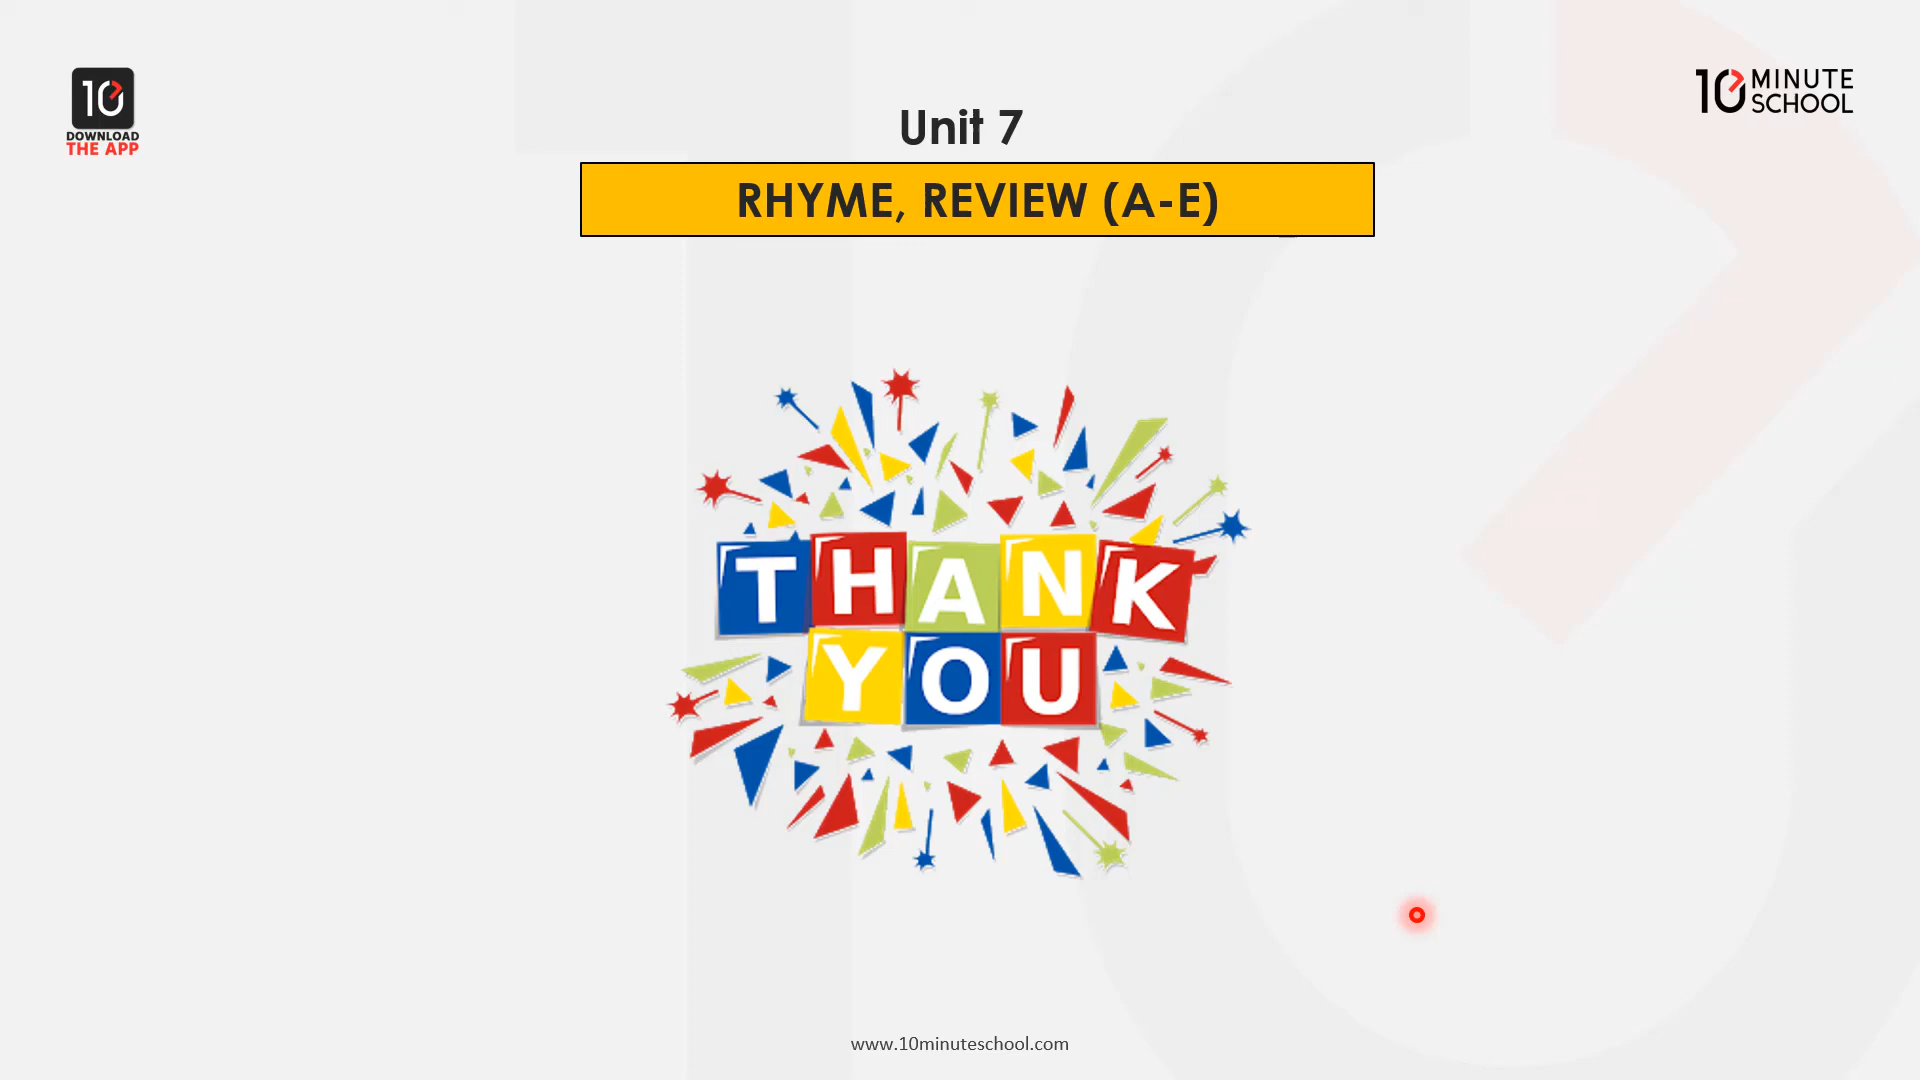 10
DOWNLOAD
THE APP
10 MINUTE
SCHOOL
Unit 7
RHYME, REVIEW (A-E)
THANK
YOU
www.10minuteschool.com